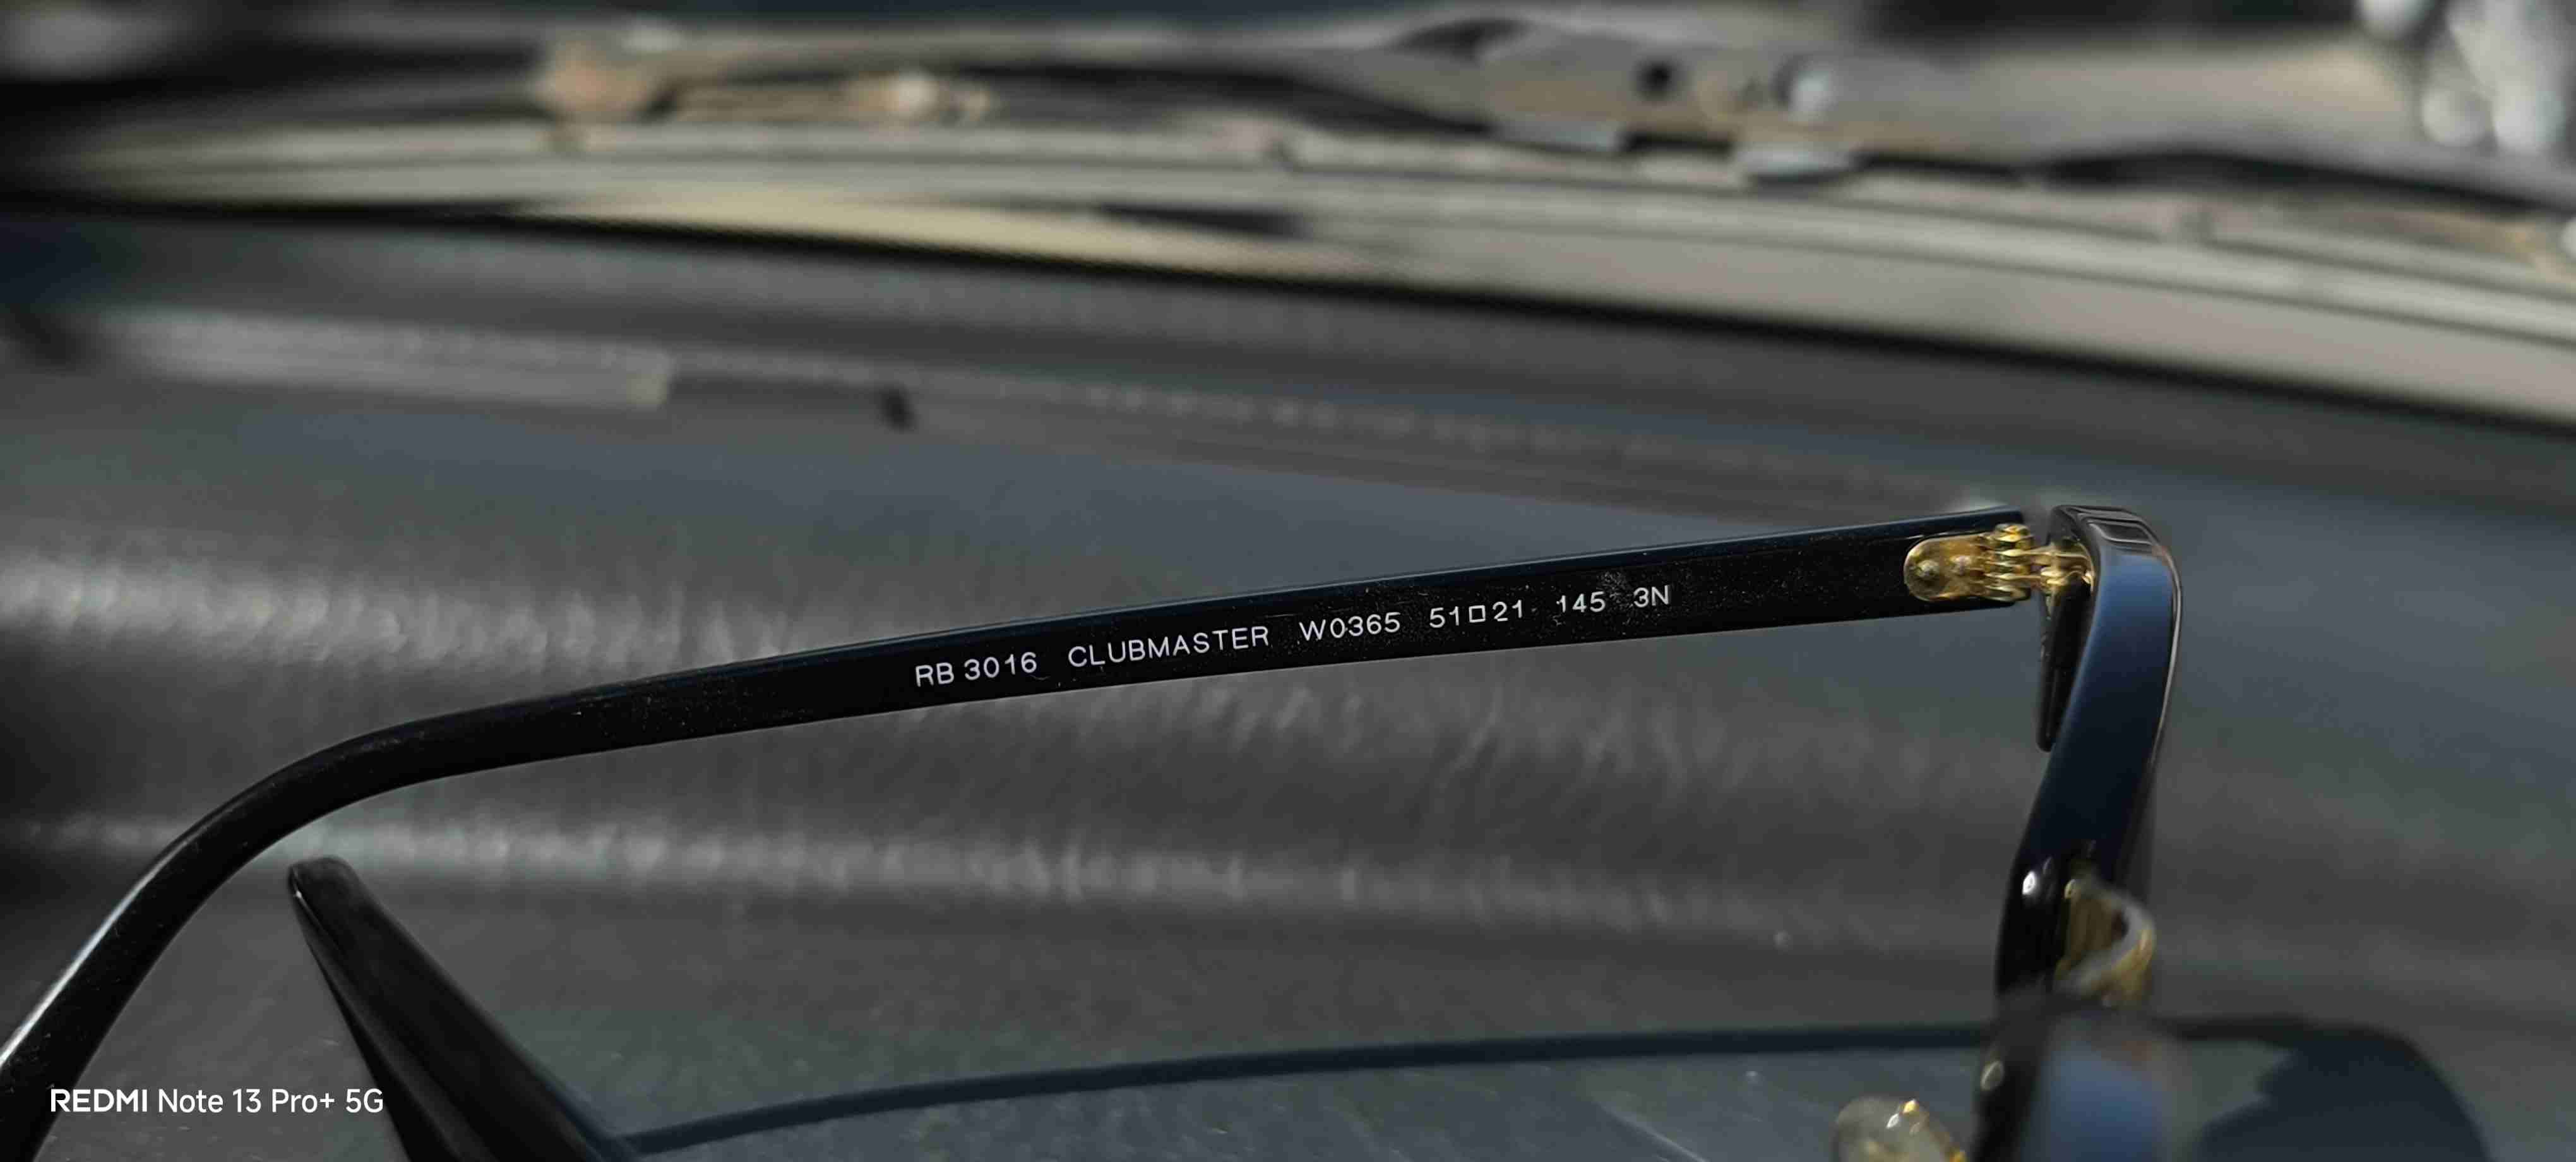 RB 3016 CLUBMASTER W0365 51□21 145 3N
REDMI Note 13 Pro+ 5G